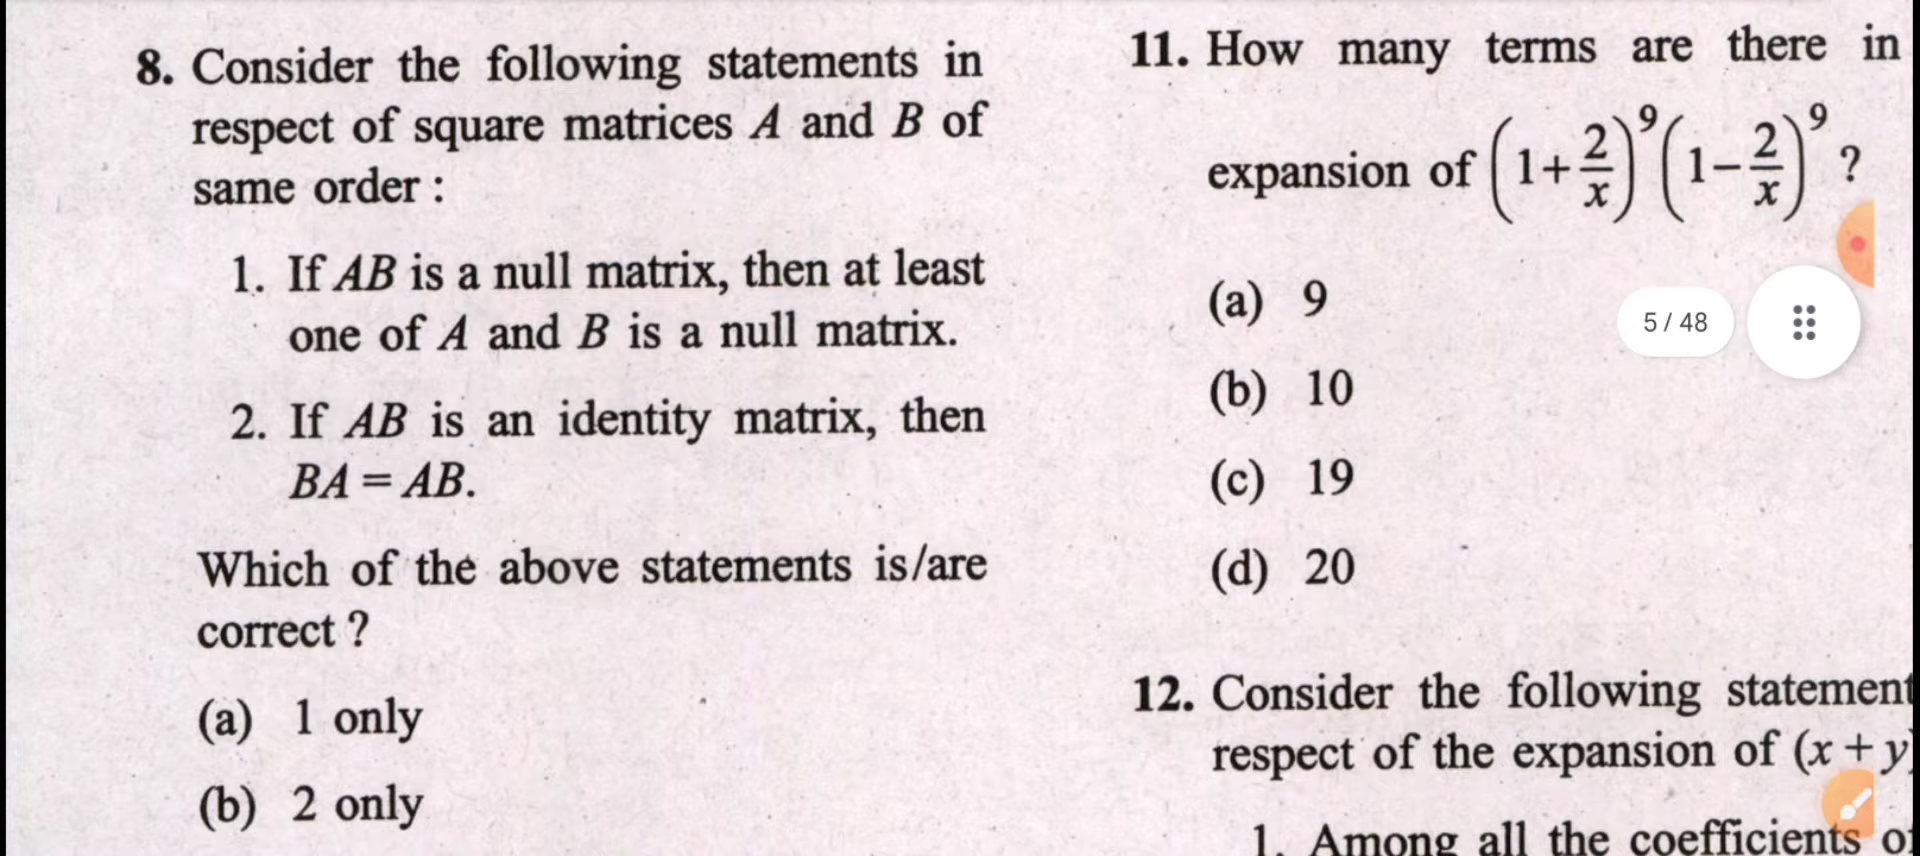 8. Consider the following statements in
respect of square matrices A and B of
same order :
1. If AB is a null matrix, then at least
one of A and B is a null matrix.
2. If AB is an identity matrix, then
BA = AB.
Which of the above statements is/are
correct ?
(a) 1 only
(b) 2 only
11. How many terms are there in
expansion of (1+2/x)^9 (1−2/x)^9 ?
(a) 9
(b) 10
(c) 19
(d) 20
12. Consider the following statement
respect of the expansion of (x + y)
1. Among all the coefficients of
5 / 48